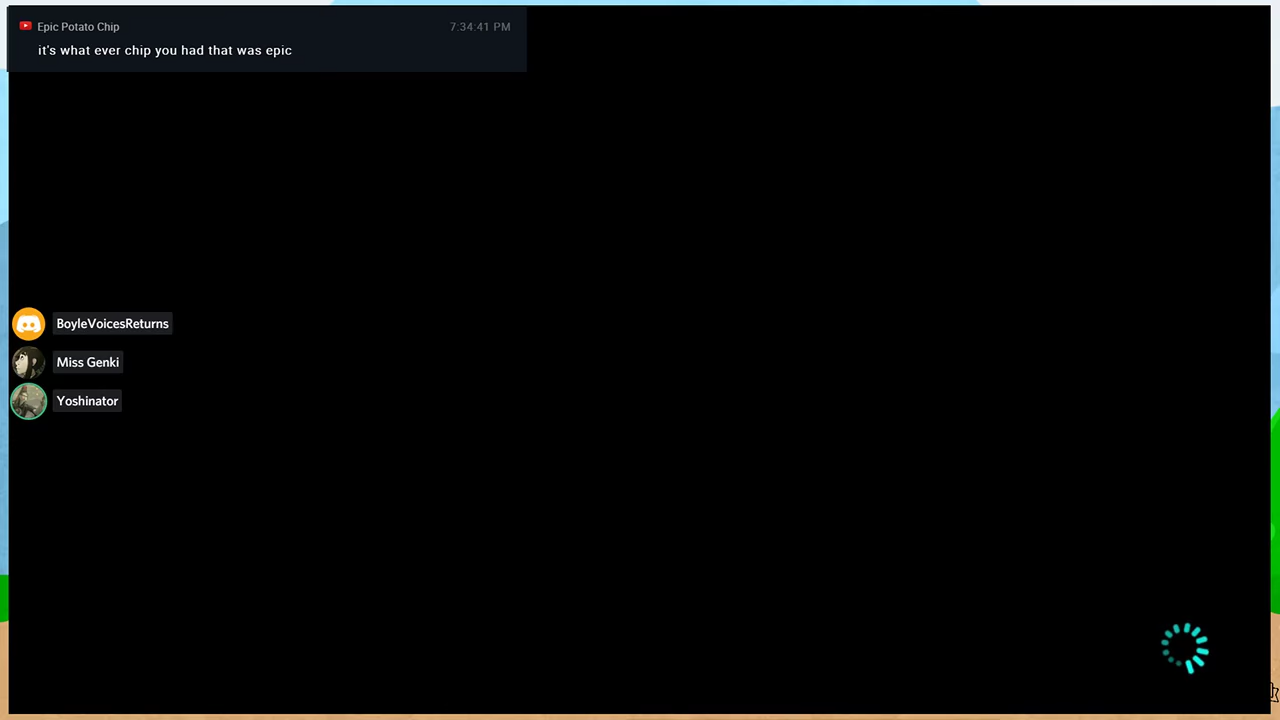 Epic Potato Chip 7:34:41 PM
it's what ever chip you had that was epic
BoyleVoicesReturns
Miss Genki
Yoshinator